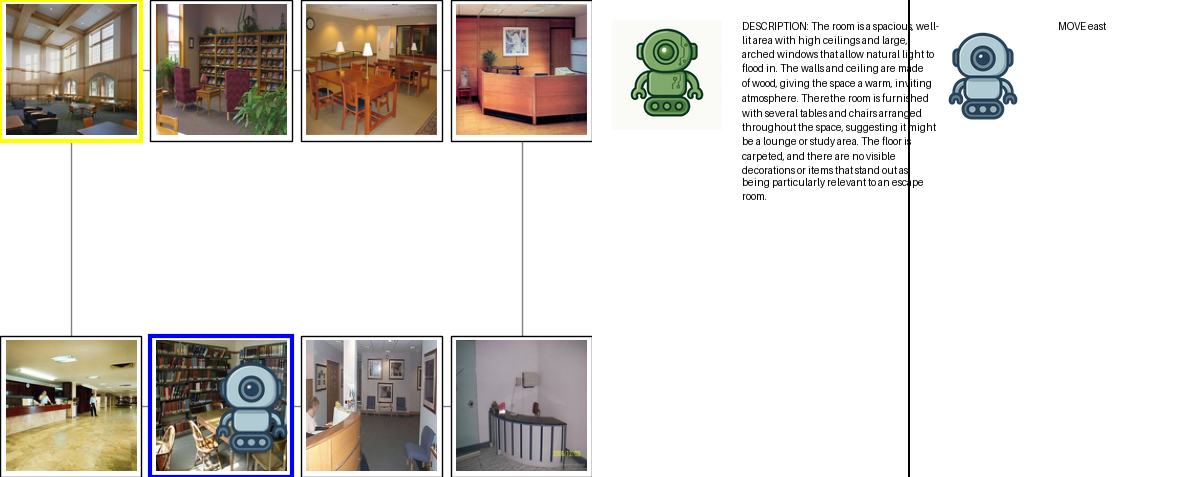 DESCRIPTION: The room is a spacious, well-
lit area with high ceilings and large,
arched windows that allow natural light to
flood in. The walls and ceiling are made
of wood, giving the space a warm, inviting
atmosphere. Therethe room is furnished
with several tables and chairs arranged
throughout the space, suggesting it might
be a lounge or study area. The floor is
carpeted, and there are no visible
decorations or items that stand out as
being particularly relevant to an escape
room.
MOVE east